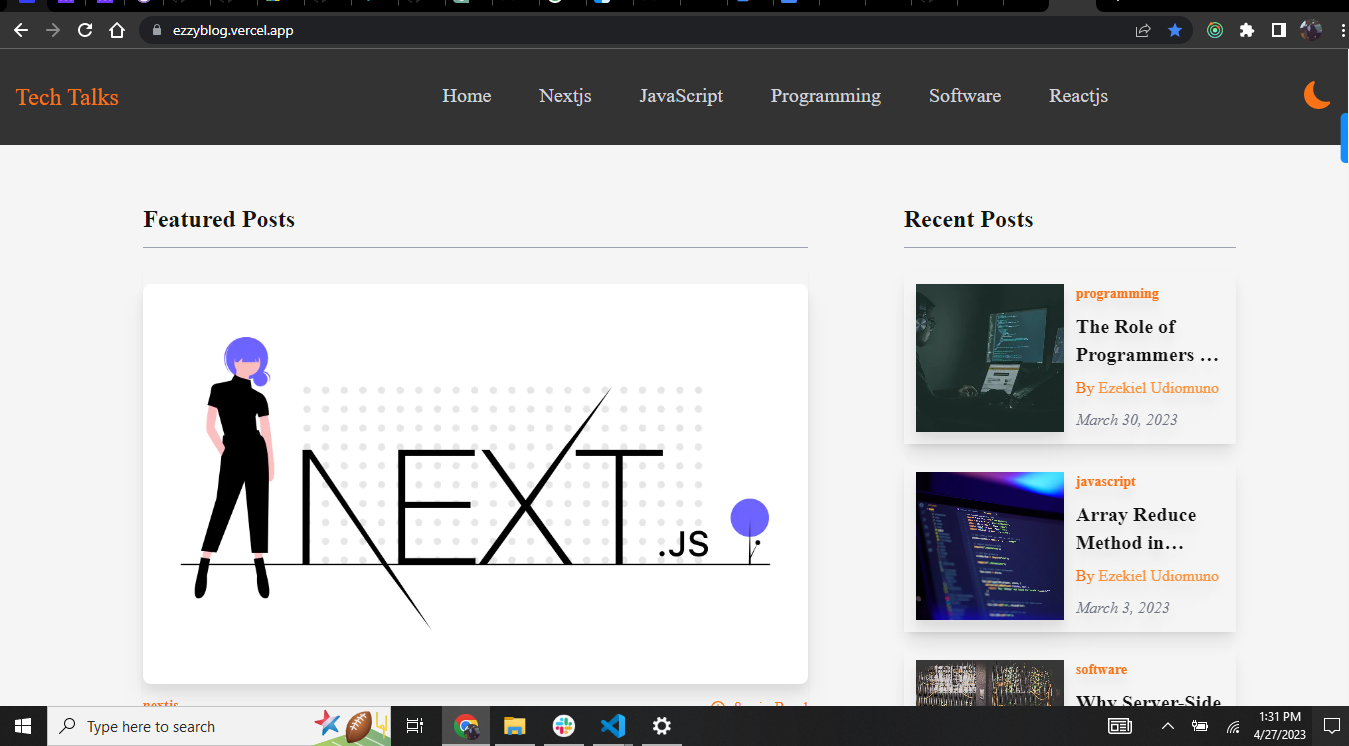 ezzyblog.vercel.app
Tech Talks
Home
Nextjs
JavaScript
Programming
Software
Reactjs
Featured Posts
NEXT
.JS
nextjs
Recent Posts
programming
The Role of
Programmers ...
By Ezekiel Udiomuno
March 30, 2023
javascript
Array Reduce
Method in...
By Ezekiel Udiomuno
March 3, 2023
software
Why Server-Side
Type here to search
1:31 PM
4/27/2023